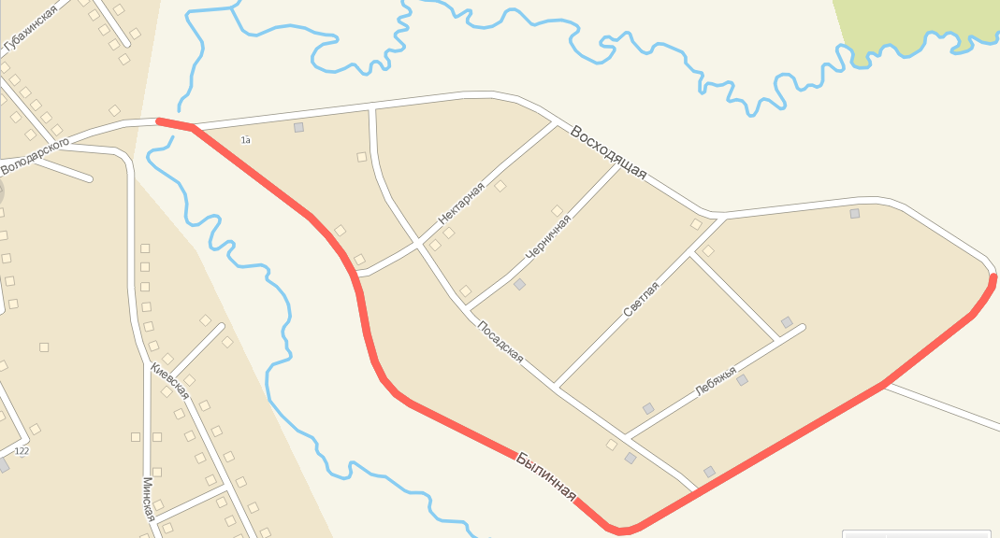 Губахинская
Володарского
1а
Восходящая
Нектарная
Черничная
Светлая
Посадская
Киевская
Лебяжья
122
Былинная
Минская